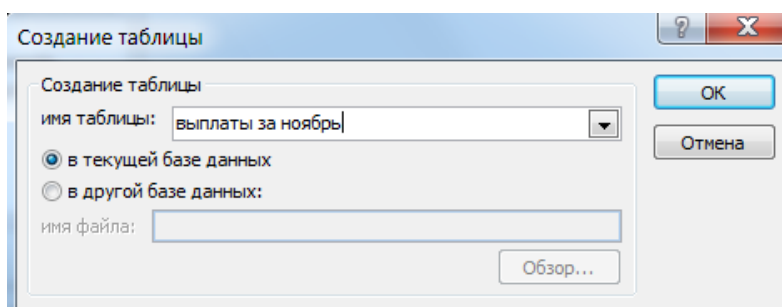 Создание таблицы
Создание таблицы
имя таблицы: выплаты за ноябрь
в текущей базе данных
в другой базе данных:
имя файла:
Обзор...
ОК
Отмена